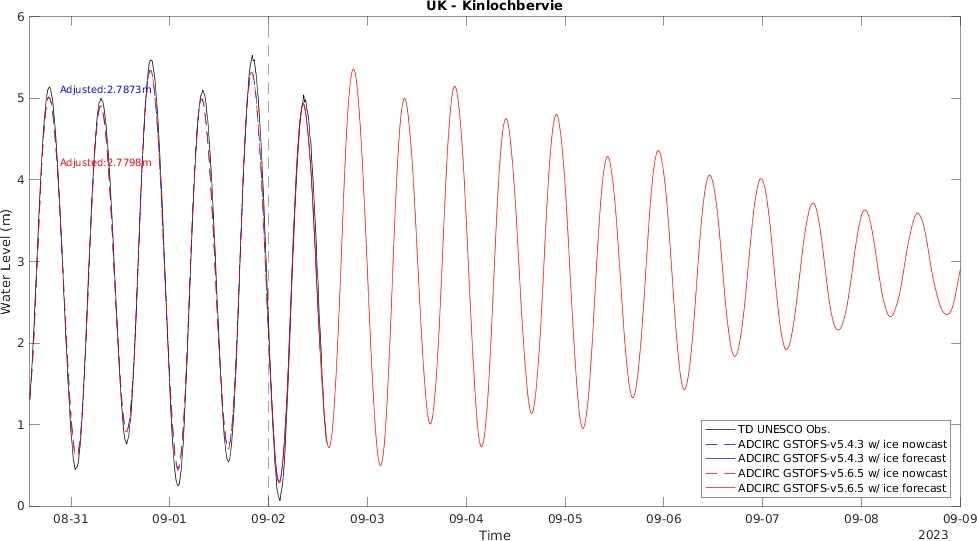 UK - Kinlochbervie
6
5
4
3
2
1
0
Water Level (m)
Adjusted:2.7873m
Adjusted:2.7798m
TD UNESCO Obs.
ADCIRC GSTOFS-v5.4.3 w/ ice nowcast
ADCIRC GSTOFS-v5.4.3 w/ ice forecast
ADCIRC GSTOFS-v5.6.5 w/ ice nowcast
ADCIRC GSTOFS-v5.6.5 w/ ice forecast
08-31 09-01 09-02 09-03 09-04 09-05 09-06 09-07 09-08 09-09
Time
2023